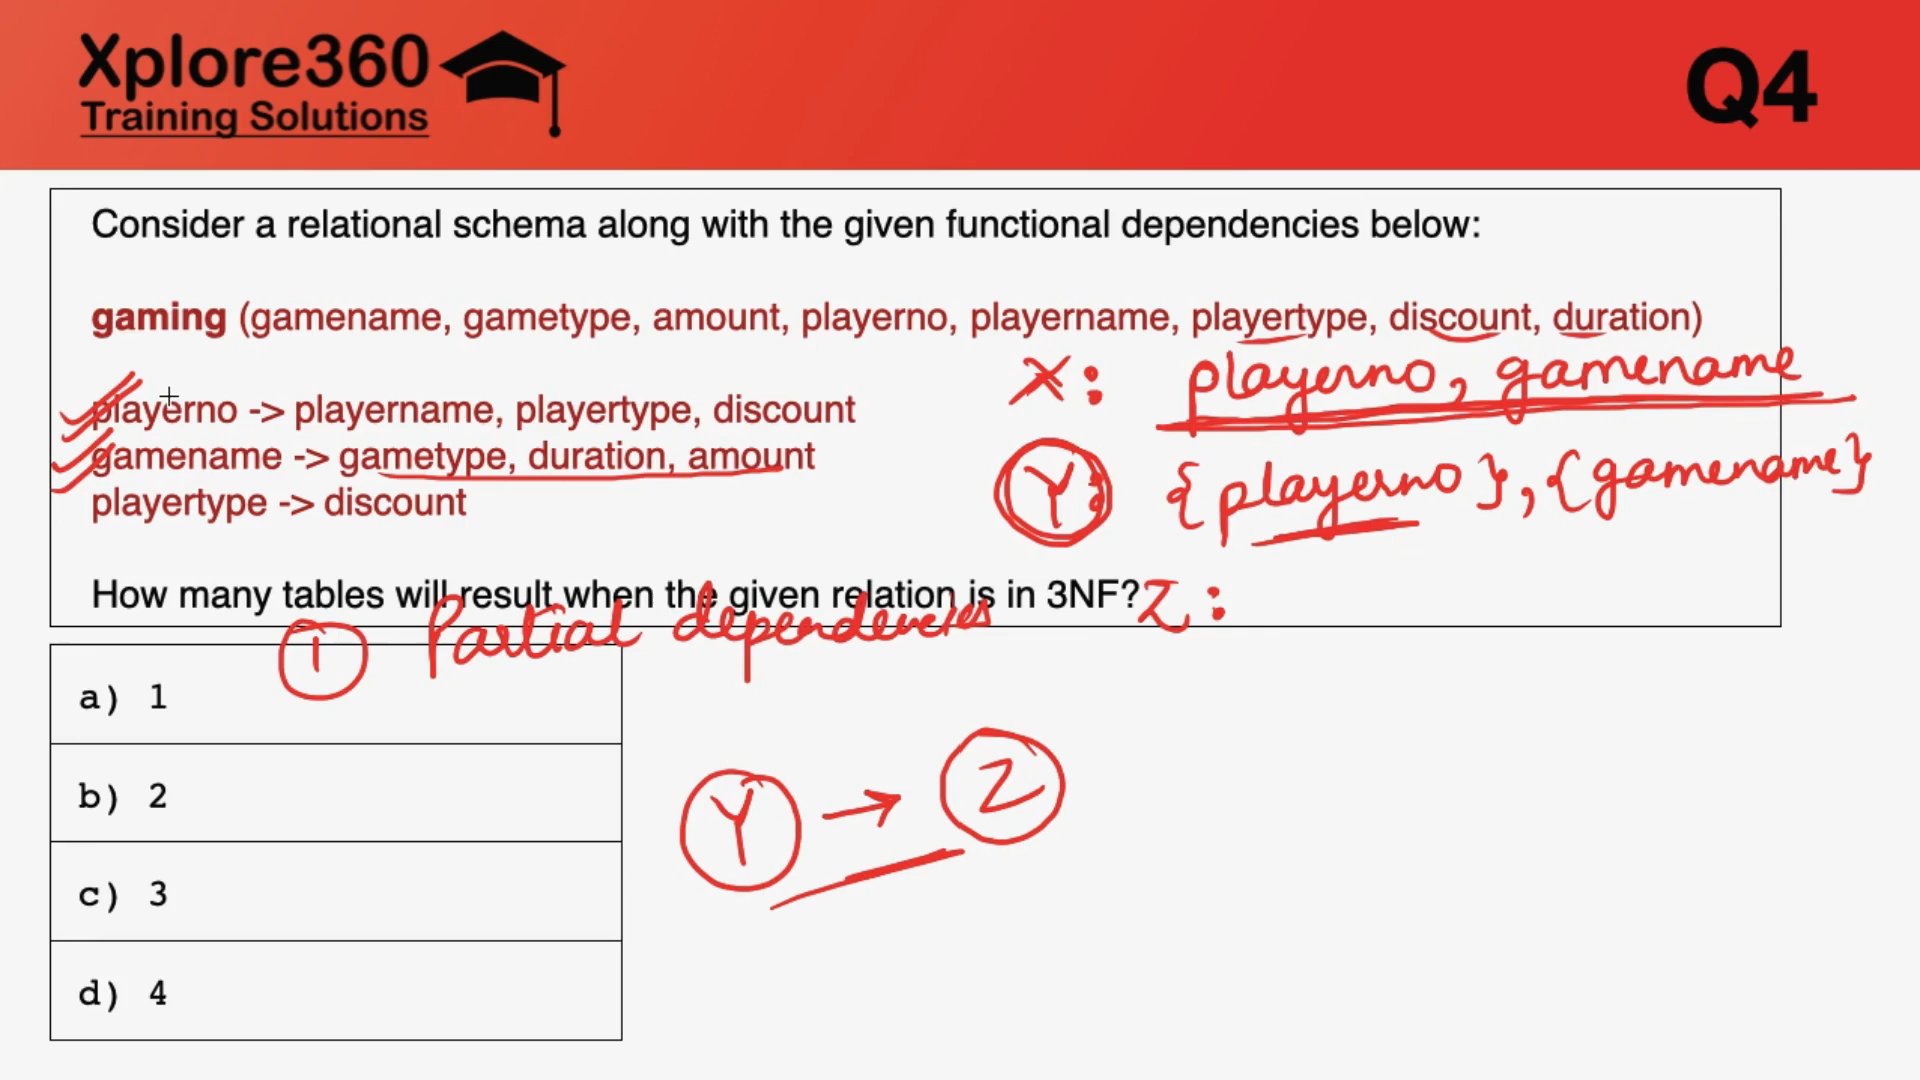 Xplore360
Training Solutions
Q4
Consider a relational schema along with the given functional dependencies below:
gaming (gamename, gametype, amount, playerno, playername, playertype, discount, duration)
X: playerno, gamename
playerno -> playername, playertype, discount
gamename -> gametype, duration, amount
Y: {playerno}, {gamename}
playertype -> discount
How many tables will result when the given relation is in 3NF?
Z:
① Partial dependencies
a) 1
b) 2
c) 3
d) 4
Y → Z